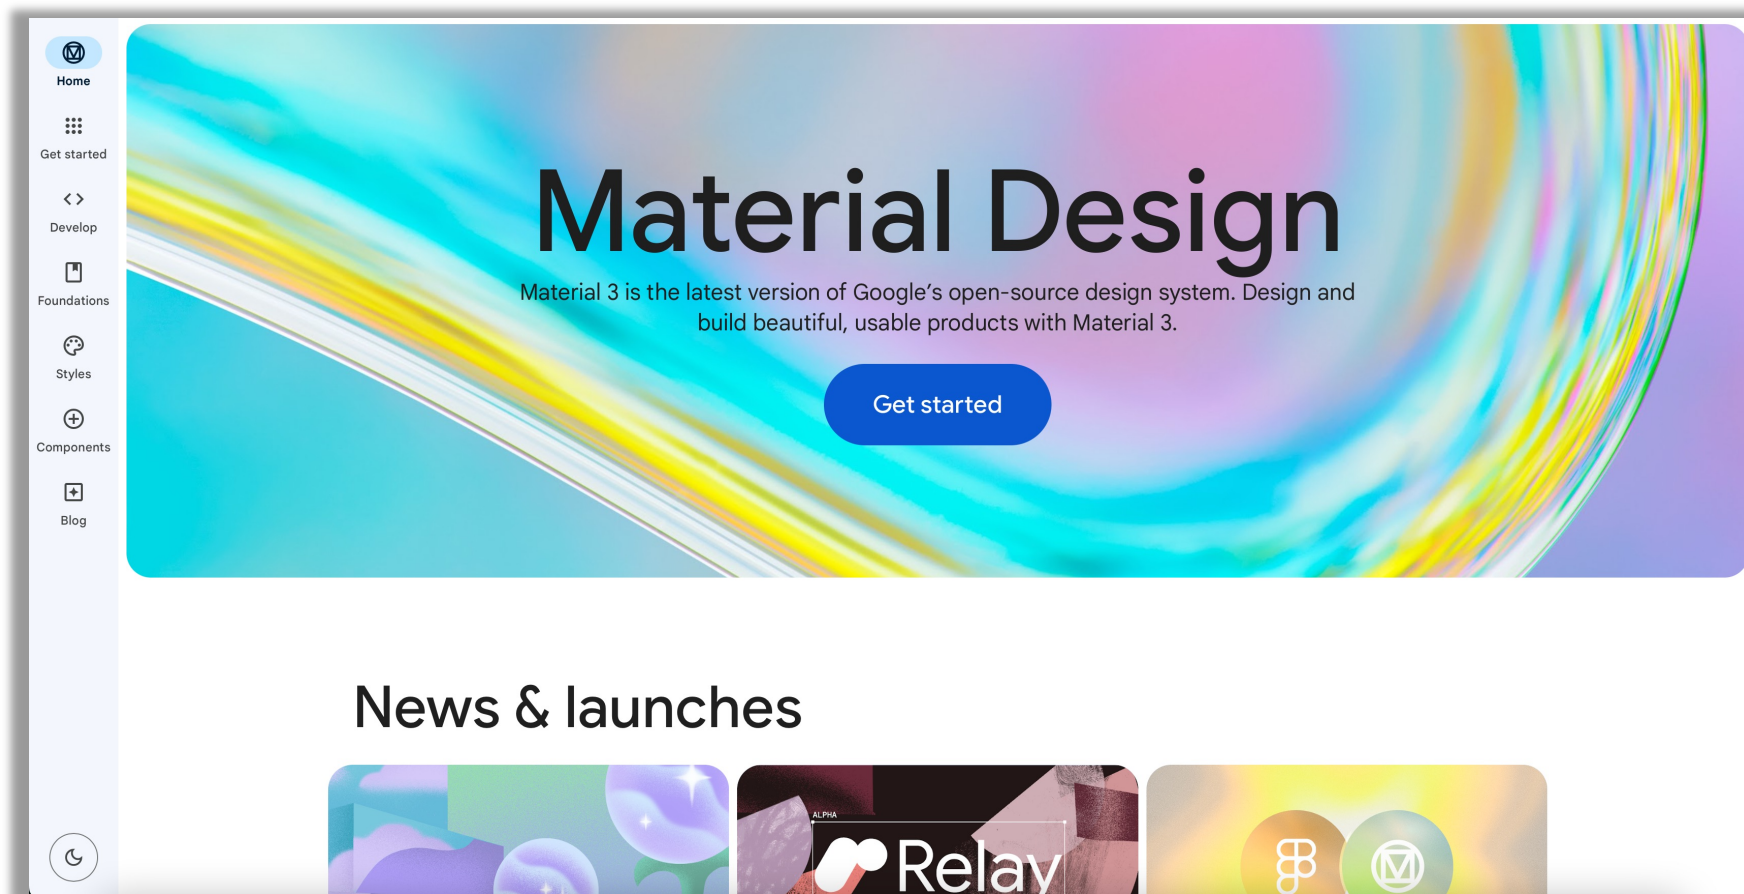 Home
Get started
Develop
Foundations
Styles
Components
Blog
Material Design
Material 3 is the latest version of Google’s open-source design system. Design and
build beautiful, usable products with Material 3.
Get started
News & launches
ALPHA
Relay